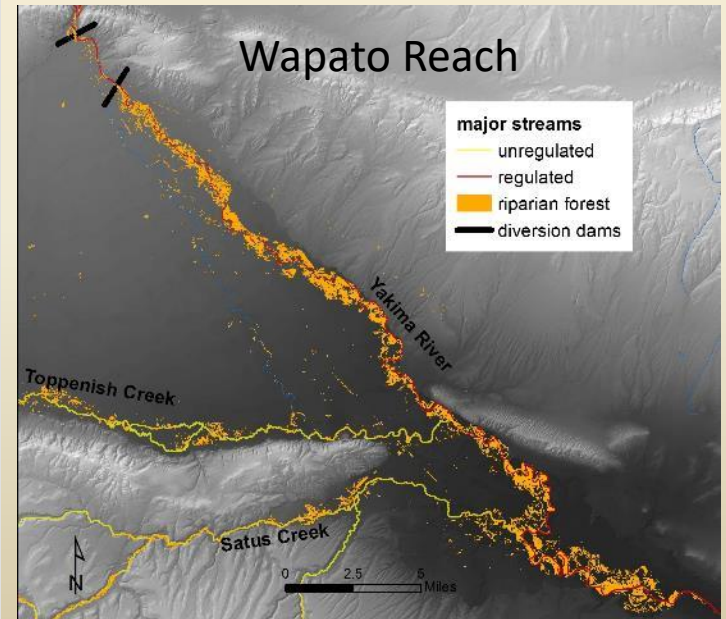 Wapato Reach
major streams
unregulated
regulated
riparian forest
diversion dams
Yakima River
Toppenish Creek
Satus Creek
N
0 2.5 5
Miles